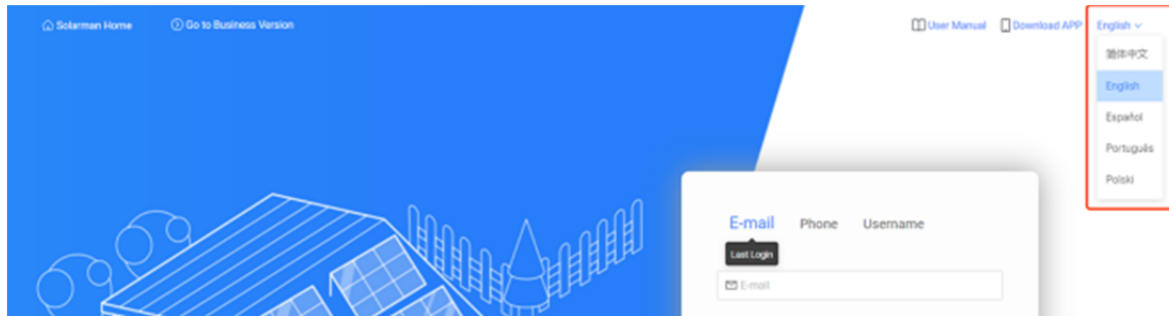 Solarman Home
Go to Business Version
User Manual
Download APP
English
简体中文
English
Español
Português
Polski
E-mail
Phone
Username
Last Login
E-mail